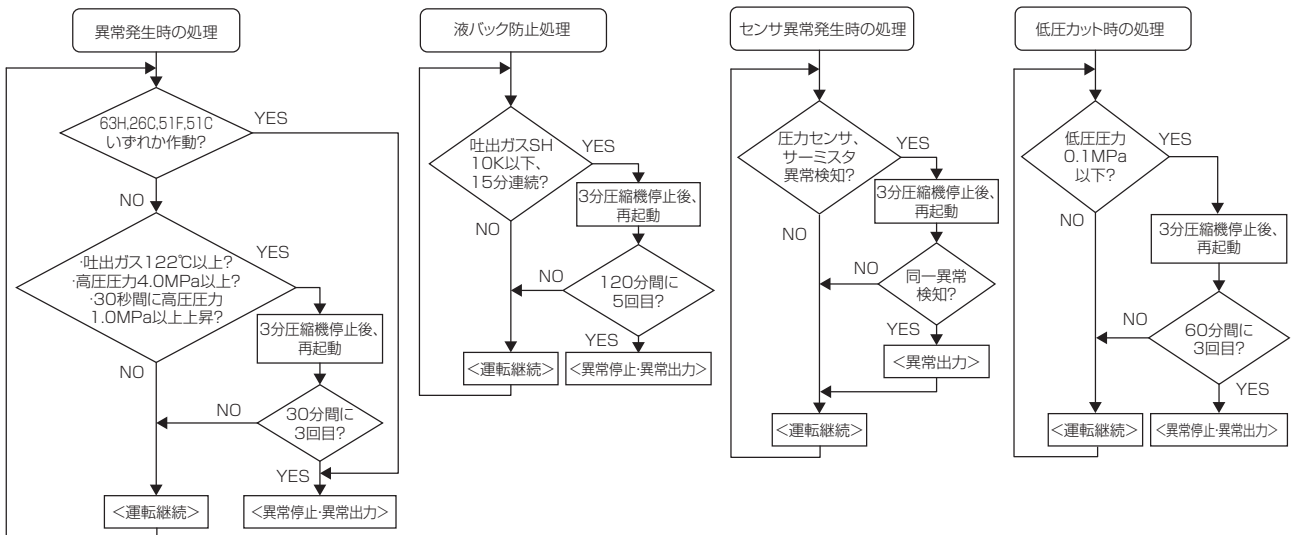 異常発生時の処理
63H,26C,51F,51C
いずれか作動?
YES
NO
·吐出ガス122℃以上?
·高圧圧力4.0MPa以上?
·30秒間に高圧圧力
1.0MPa以上上昇?
YES
NO
3分圧縮機停止後、
再起動
30分間に
3回目?
NO
YES
<運転継続>
<異常停止·異常出力>
液バック防止処理
吐出ガスSH
10K以下、
15分連続?
YES
NO
3分圧縮機停止後、
再起動
120分間に
5回目?
NO
YES
<運転継続>
<異常停止·異常出力>
センサ異常発生時の処理
圧力センサ、
サーミスタ
異常検知?
YES
NO
3分圧縮機停止後、
再起動
同一異常
検知?
NO
YES
<異常出力>
<運転継続>
低圧カット時の処理
低圧圧力
0.1MPa
以下?
YES
NO
3分圧縮機停止後、
再起動
60分間に
3回目?
NO
YES
<運転継続>
<異常停止·異常出力>